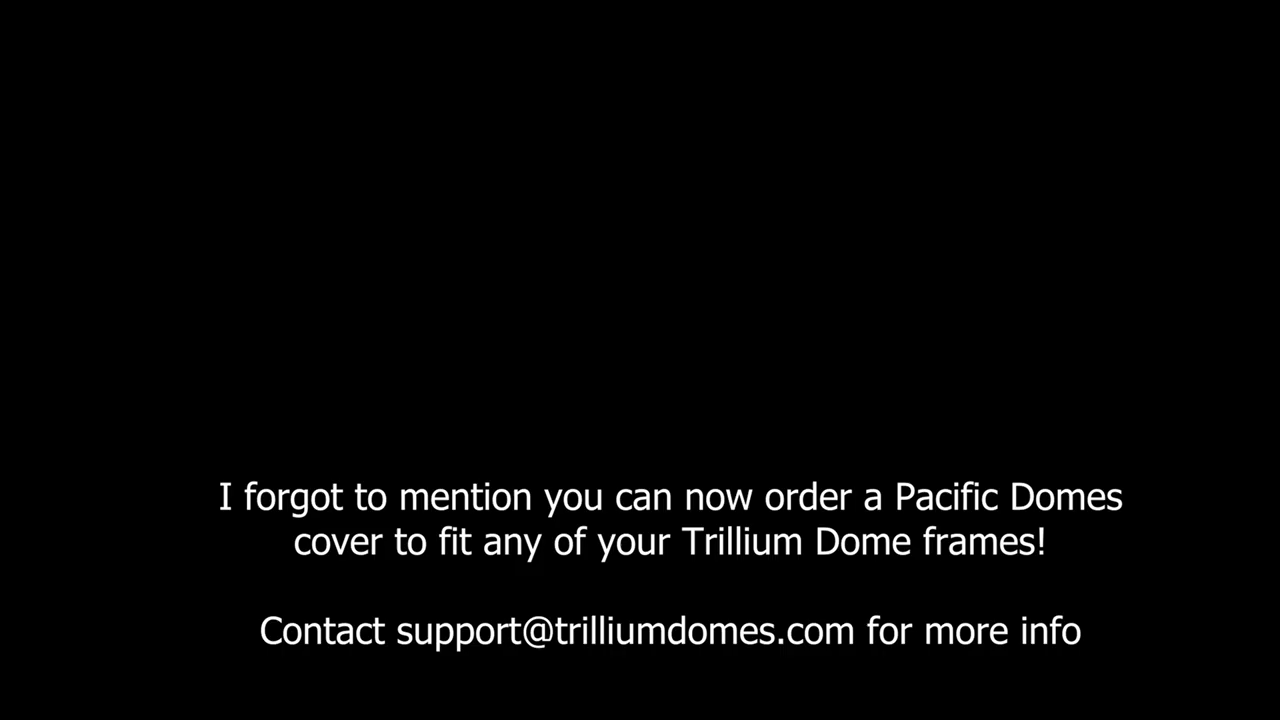 I forgot to mention you can now order a Pacific Domes
cover to fit any of your Trillium Dome frames!
Contact support@trilliumdomes.com for more info